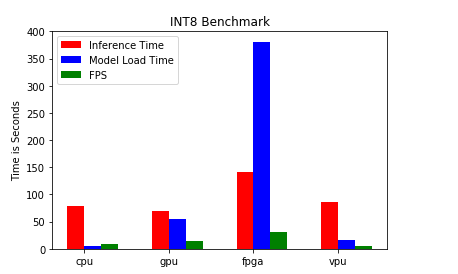 INT8 Benchmark
Time is Seconds
400
350
300
250
200
150
100
50
0
Inference Time
Model Load Time
FPS
cpu
gpu
fpga
vpu